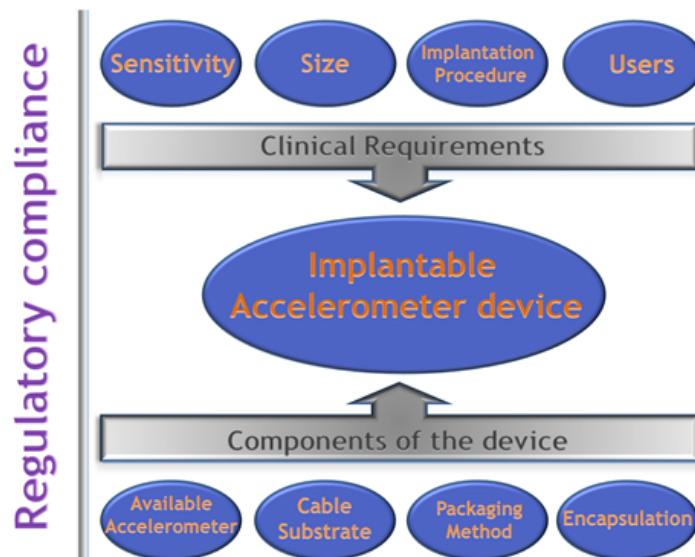 Regulatory compliance
Sensitivity
Size
Implantation
Procedure
Users
Clinical Requirements
Implantable
Accelerometer device
Components of the device
Available
Accelerometer
Cable
Substrate
Packaging
Method
Encapsulation